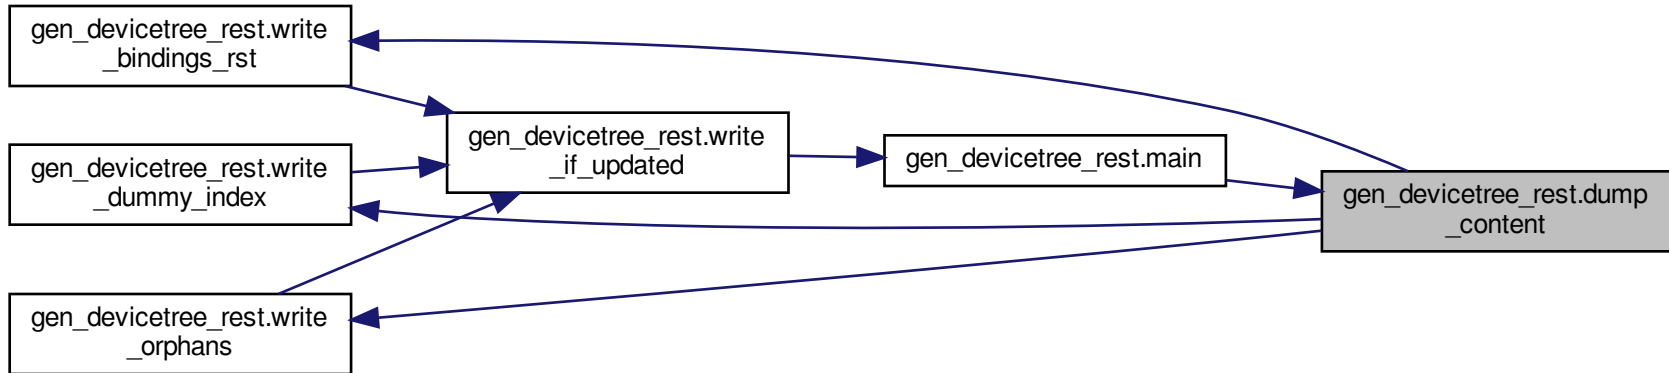 gen_devicetree_rest.write
_bindings_rst
gen_devicetree_rest.write
_dummy_index
gen_devicetree_rest.write
_orphans
gen_devicetree_rest.write
_if_updated
gen_devicetree_rest.main
gen_devicetree_rest.dump
_content